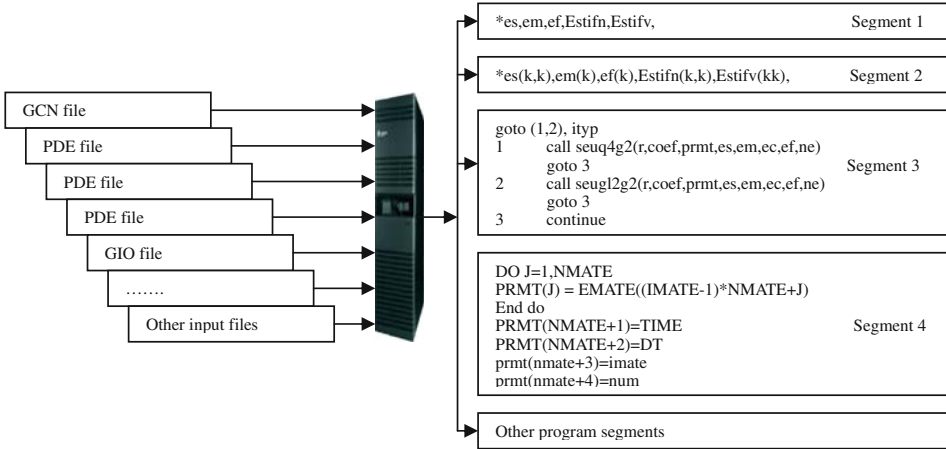 GCN file
PDE file
PDE file
PDE file
GIO file
.......
Other input files
*es,em,ef,Estifn,Estifv, Segment 1
*es(k,k),em(k),ef(k),Estifn(k,k),Estifv(kk), Segment 2
goto (1,2), ityp
1 call seuq4g2(r,coef,prmt,es,em,ec,ef,ne)
goto 3
Segment 3
2 call seugl2g2(r,coef,prmt,es,em,ec,ef,ne)
goto 3
3 continue
DO J=1,NMATE
PRMT(J) = EMATE((IMATE-1)*NMATE+J)
End do
PRMT(NMATE+1)=TIME Segment 4
PRMT(NMATE+2)=DT
prmt(nmate+3)=imate
prmt(nmate+4)=num
Other program segments